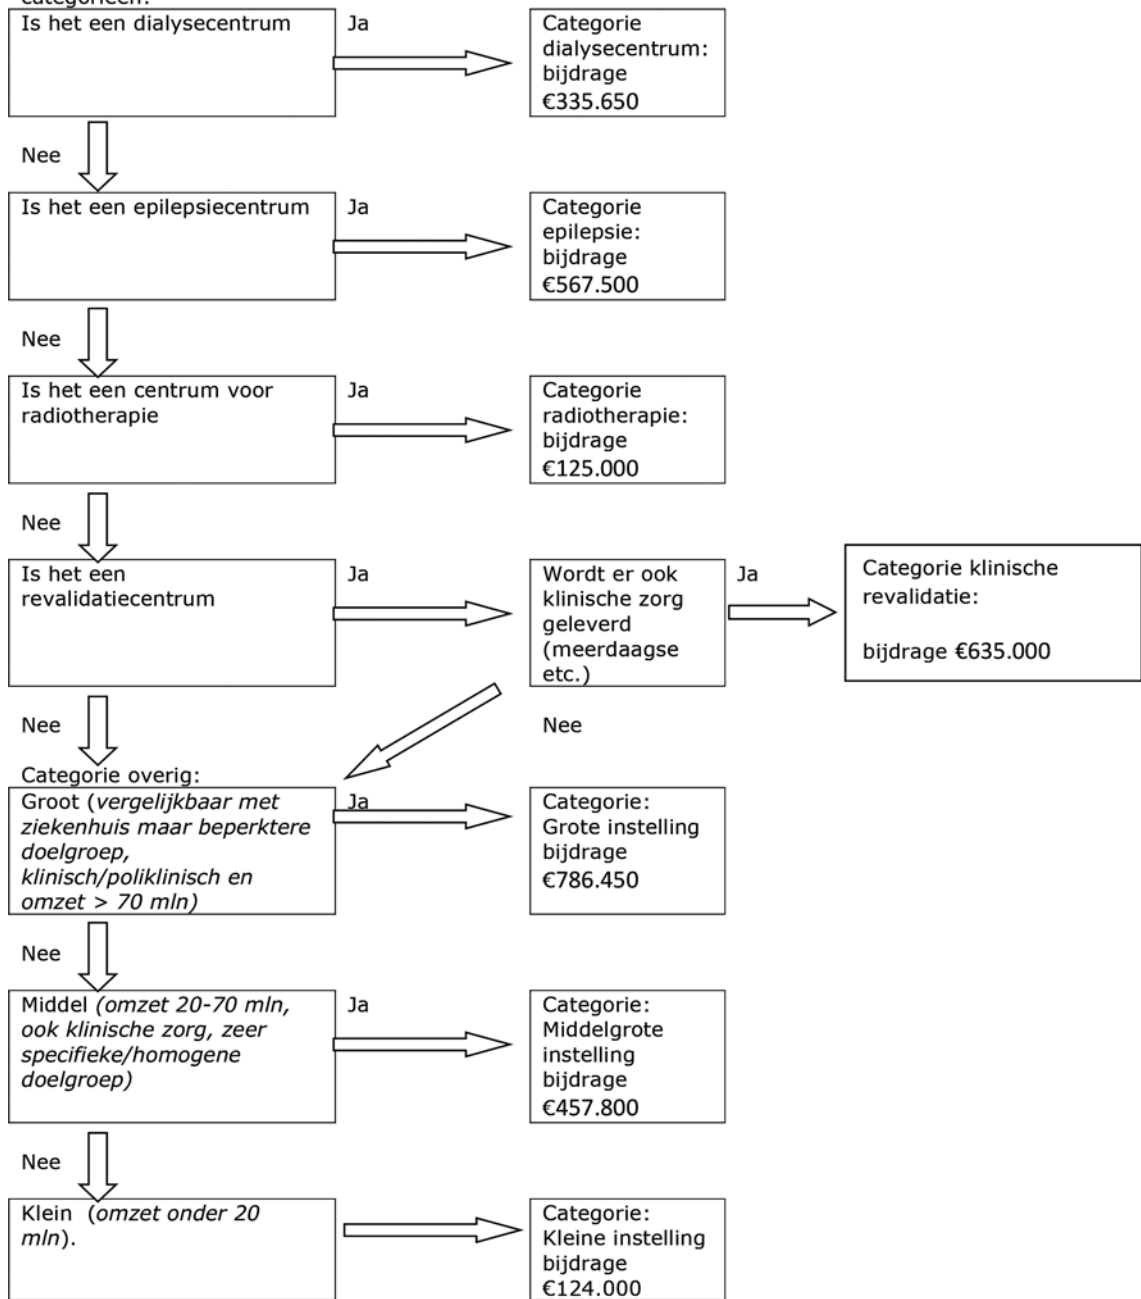 categorieën:
Is het een dialysecentrum
Ja
Categorie
dialysecentrum:
bijdrage
€335.650
Nee
Is het een epilepsiecentrum
Ja
Categorie
epilepsie:
bijdrage
€567.500
Nee
Is het een centrum voor
radiotherapie
Ja
Categorie
radiotherapie:
bijdrage
€125.000
Nee
Is het een
revalidatiecentrum
Ja
Wordt er ook
klinische zorg
geleverd
(meerdaagse
etc.)
Ja
Categorie klinische
revalidatie:
bijdrage €635.000
Nee
Nee
Categorie overig:
Groot (vergelijkbaar met
ziekenhuis maar beperktere
doelgroep,
klinisch/poliklinisch en
omzet > 70 mln)
Ja
Categorie:
Grote instelling
bijdrage
€786.450
Nee
Middel (omzet 20-70 mln,
ook klinische zorg, zeer
specifieke/homogene
doelgroep)
Ja
Categorie:
Middelgrote
instelling
bijdrage
€457.800
Nee
Klein (omzet onder 20
mln).
Categorie:
Kleine instelling
bijdrage
€124.000